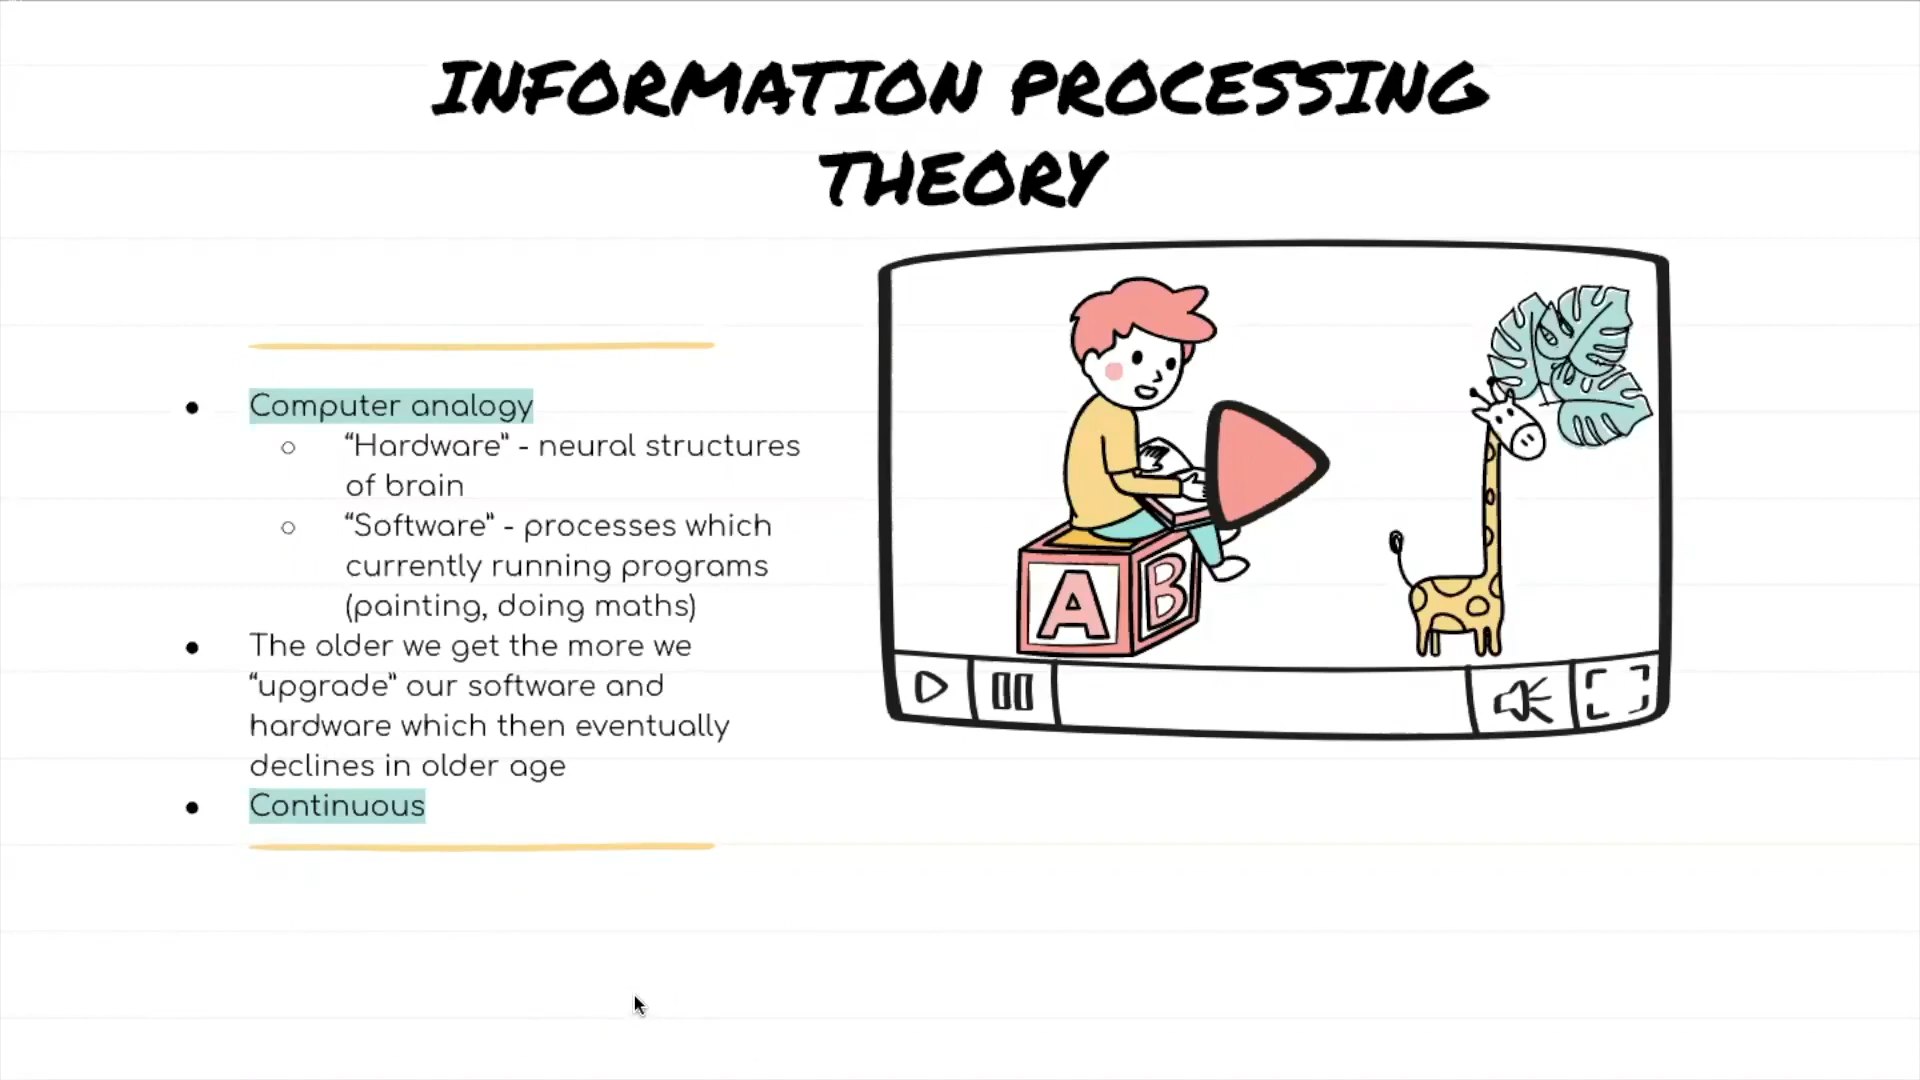 INFORMATION PROCESSING
THEORY
● Computer analogy
○ “Hardware” - neural structures
of brain
○ “Software” - processes which
currently running programs
(painting, doing maths)
● The older we get the more we
“upgrade” our software and
hardware which then eventually
declines in older age
● Continuous
A B